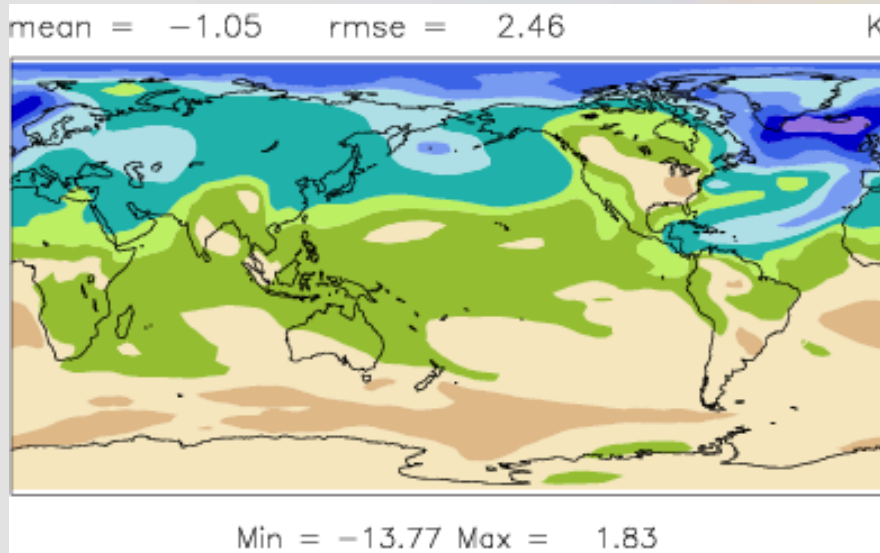 mean = -1.05 rmse = 2.46 K
Min = -13.77 Max = 1.83